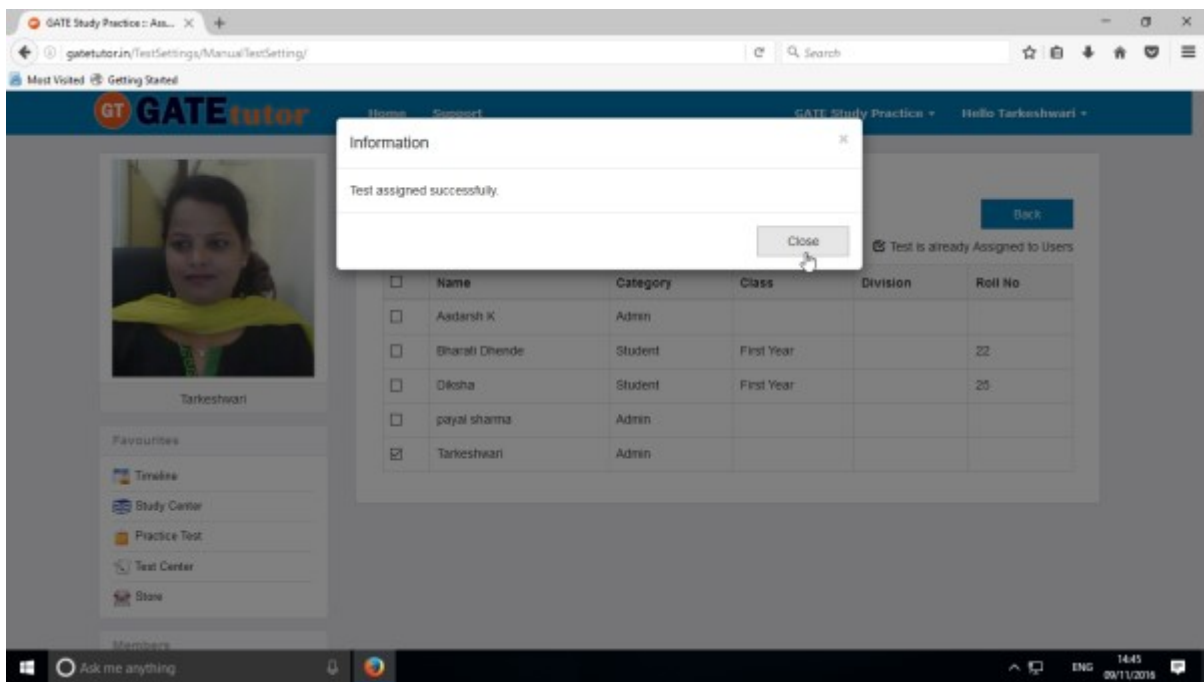 GATE Study Practice :: Ass...
gatetutor.in/TestSettings/ManualTestSetting/
Search
Most Visited Getting Started
GT GATEtutor Home Support GATE Study Practice Hello Tarkeshwari
Information
Test assigned successfully.
Close
Back
Test is already Assigned to Users
Name Category Class Division Roll No
Aadarsh K Admin
Bharati Dhende Student First Year 22
Diksha Student First Year 25
payal sharma Admin
Tarkeshwari Admin
Tarkeshwari
Favourites
Timeline
Study Center
Practice Test
Test Center
Store
Members
Ask me anything
ENG
14:45
09/11/2016